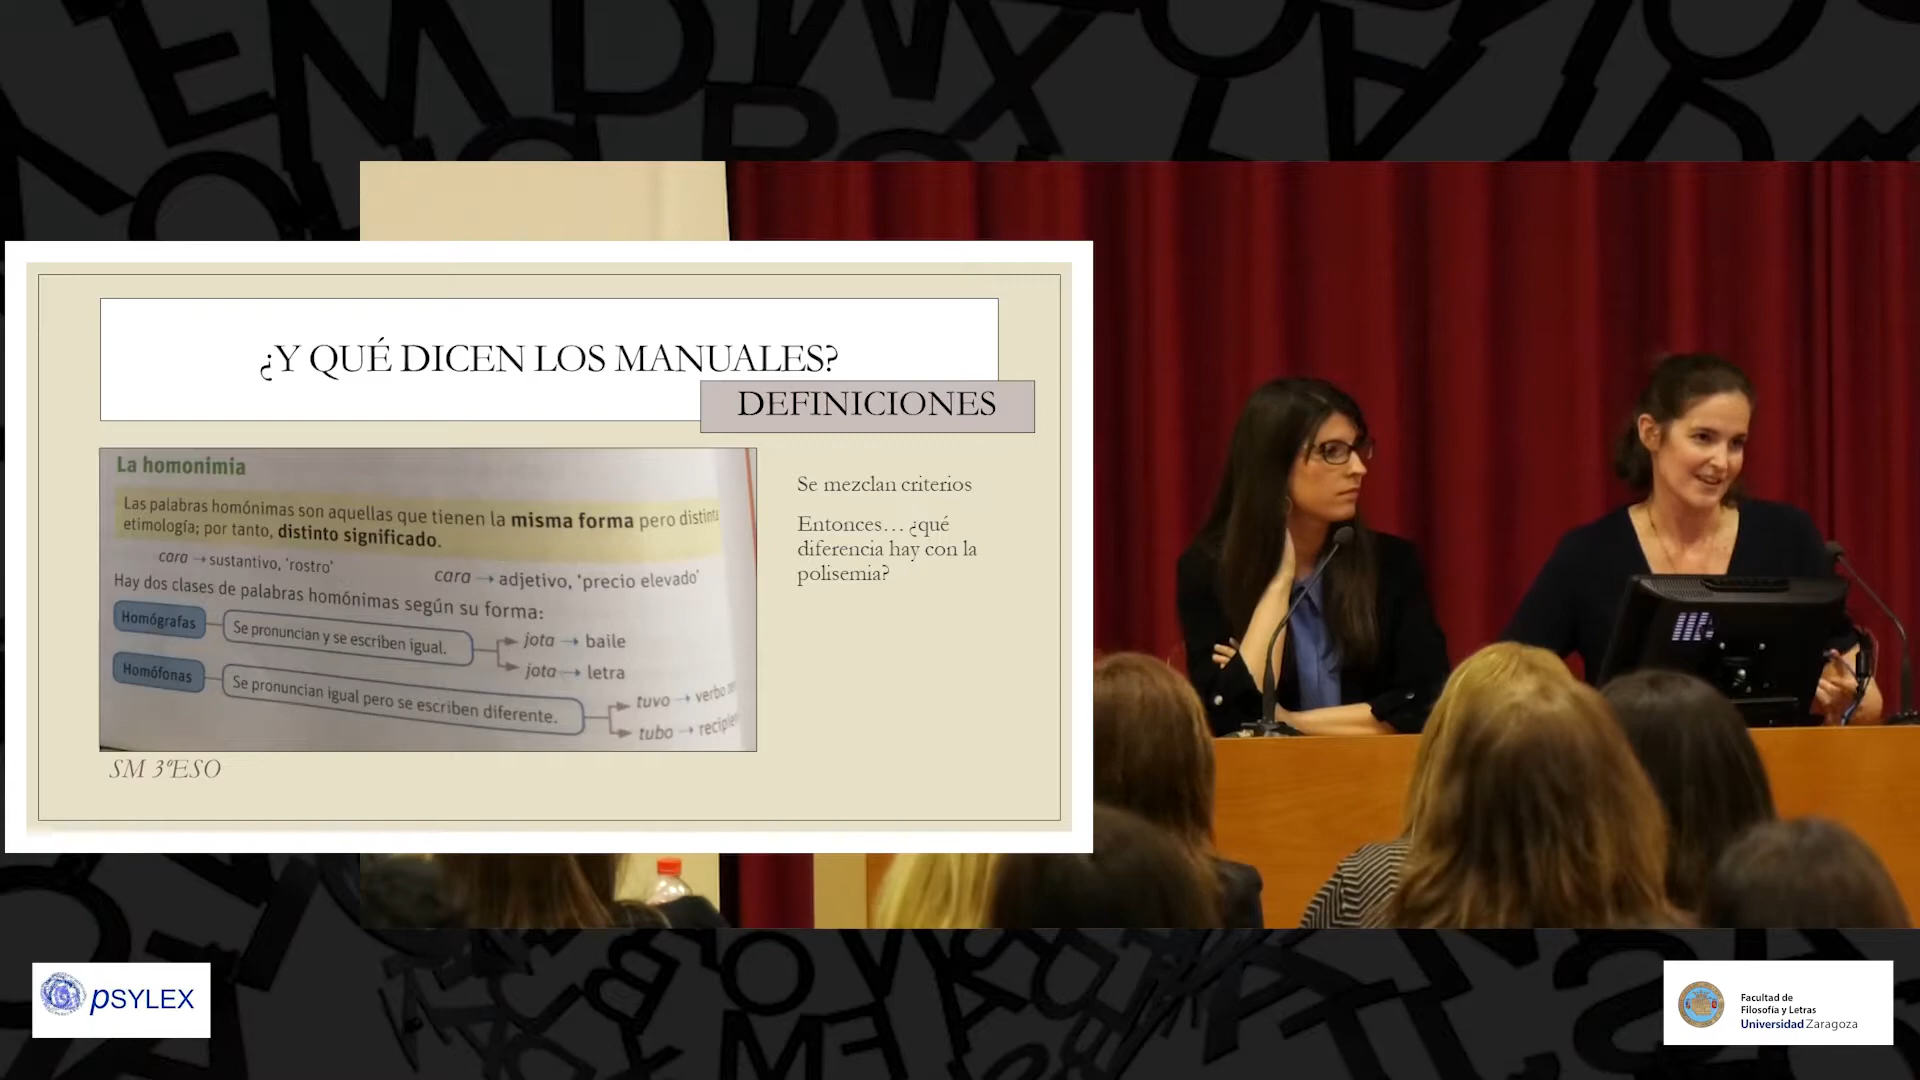 ¿Y QUÉ DICEN LOS MANUALES?
DEFINICIONES
La homonimia
Las palabras homónimas son aquellas que tienen la misma forma pero
etimología; por tanto, distinto significado.
cara → sustantivo, 'rostro'
cara → adjetivo, 'precio elevado'
Hay dos clases de palabras homónimas según su forma:
Homógrafas
Se pronuncian y se escriben igual.
jota → baile
jota → letra
Homófonas
Se pronuncian igual pero se escriben diferente.
tuvo → verbo
tubo →
SM 3ºESO
Se mezclan criterios
Entonces… ¿qué
diferencia hay con la
polisemia?
PSYLEX
Facultad de
Filosofía y Letras
Universidad Zaragoza